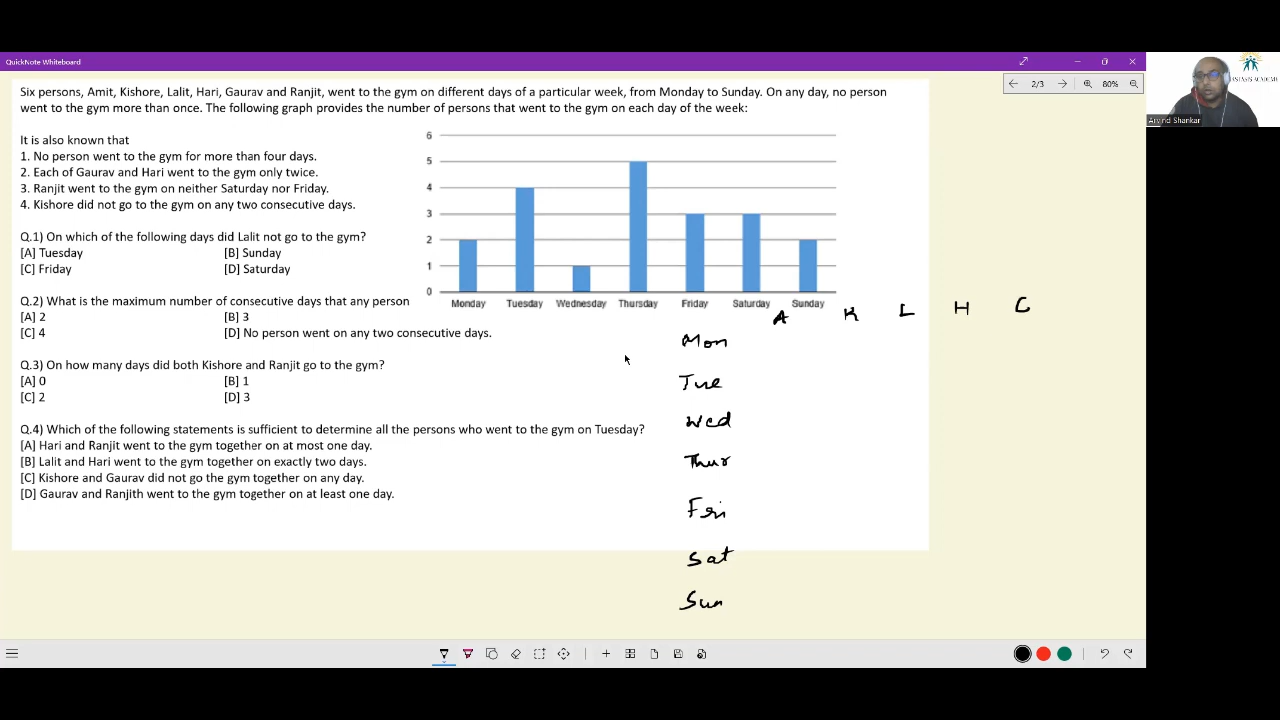 QuickNote Whiteboard
2/3
80%
Arvind Shankar
Six persons, Amit, Kishore, Lalit, Hari, Gaurav and Ranjit, went to the gym on different days of a particular week, from Monday to Sunday. On any day, no person
went to the gym more than once. The following graph provides the number of persons that went to the gym on each day of the week:
It is also known that
1. No person went to the gym for more than four days.
2. Each of Gaurav and Hari went to the gym only twice.
3. Ranjit went to the gym on neither Saturday nor Friday.
4. Kishore did not go to the gym on any two consecutive days.
6
5
4
3
2
1
0
Monday Tuesday Wednesday Thursday Friday Saturday Sunday
Q.1) On which of the following days did Lalit not go to the gym?
[A] Tuesday [B] Sunday
[C] Friday [D] Saturday
Q.2) What is the maximum number of consecutive days that any person
[A] 2 [B] 3
[C] 4 [D] No person went on any two consecutive days.
Q.3) On how many days did both Kishore and Ranjit go to the gym?
[A] 0 [B] 1
[C] 2 [D] 3
Q.4) Which of the following statements is sufficient to determine all the persons who went to the gym on Tuesday?
[A] Hari and Ranjit went to the gym together on at most one day.
[B] Lalit and Hari went to the gym together on exactly two days.
[C] Kishore and Gaurav did not go the gym together on any day.
[D] Gaurav and Ranjith went to the gym together on at least one day.
A K L H G
Mon
Tue
Wed
Thur
Fri
Sat
Sun